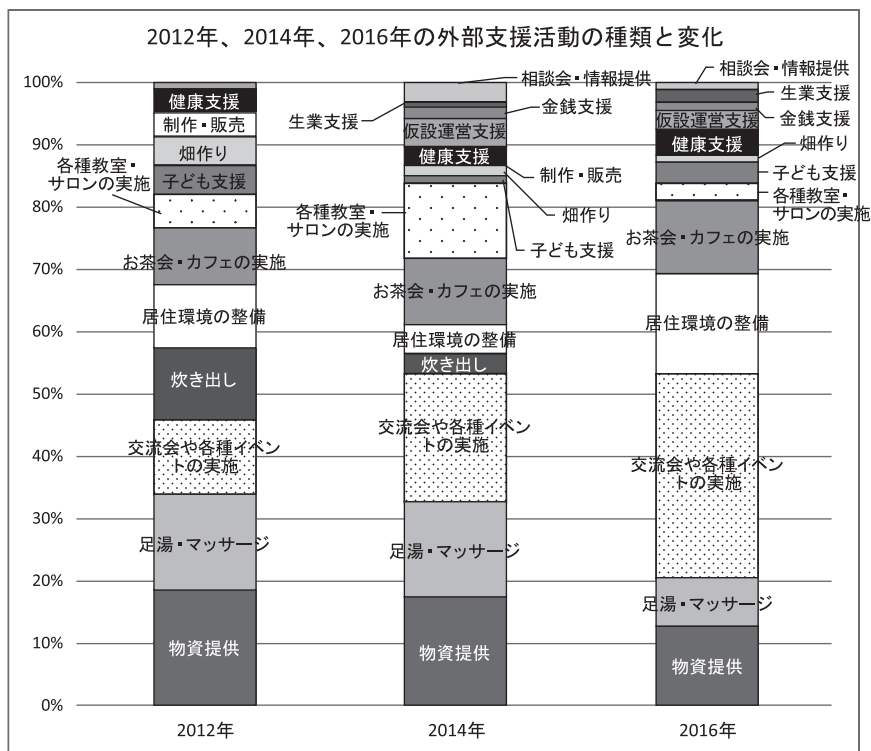 2012年、2014年、2016年の外部支援活動の種類と変化
100%
90%
80%
70%
60%
50%
40%
30%
20%
10%
0%
健康支援
制作・販売
畑作り
子ども支援
各種教室・
サロンの実施
お茶会・カフェの実施
居住環境の整備
炊き出し
交流会や各種イベン
トの実施
足湯・マッサージ
物資提供
2012年
相談会・情報提供
生業支援
金銭支援
仮設運営支援
健康支援
制作・販売
畑作り
子ども支援
各種教室・
サロンの実施
お茶会・カフェの実施
居住環境の整備
炊き出し
交流会や各種イベン
トの実施
足湯・マッサージ
物資提供
2014年
相談会・情報提供
生業支援
金銭支援
仮設運営支援
健康支援
畑作り
子ども支援
各種教室・
サロンの実施
お茶会・カフェの実施
居住環境の整備
交流会や各種イベン
トの実施
足湯・マッサージ
物資提供
2016年